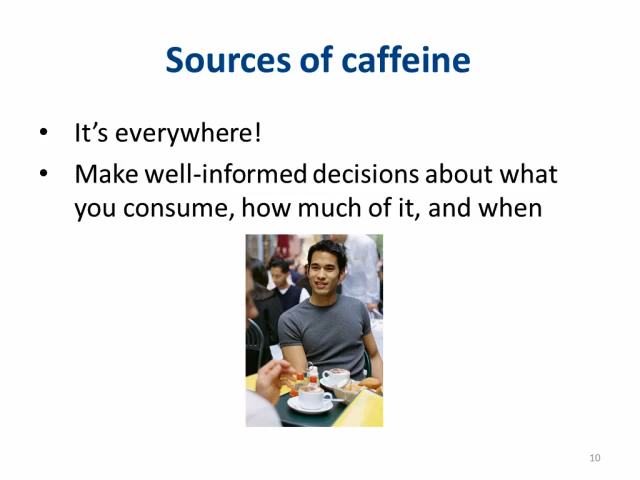 Sources of caffeine
• It’s everywhere!
• Make well-informed decisions about what
you consume, how much of it, and when
10